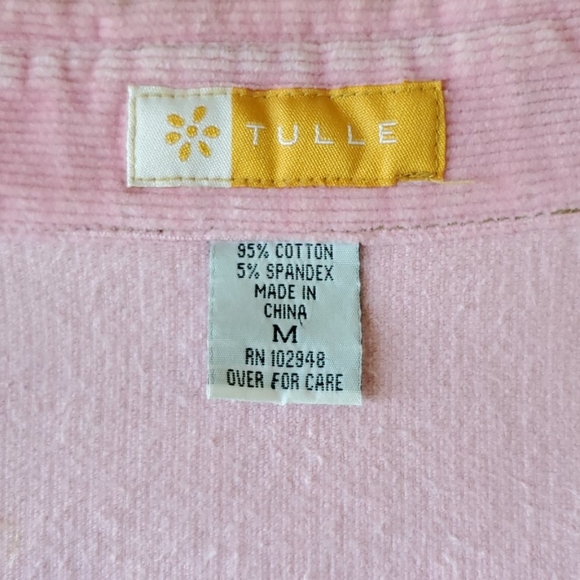 TULLE
95% COTTON
5% SPANDEX
MADE IN
CHINA
M
RN 102948
OVER FOR CARE